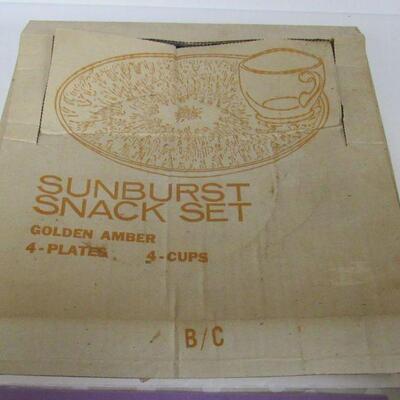 SUNBURST
SNACK SET
GOLDEN AMBER
4-PLATES 4-CUPS
B/C